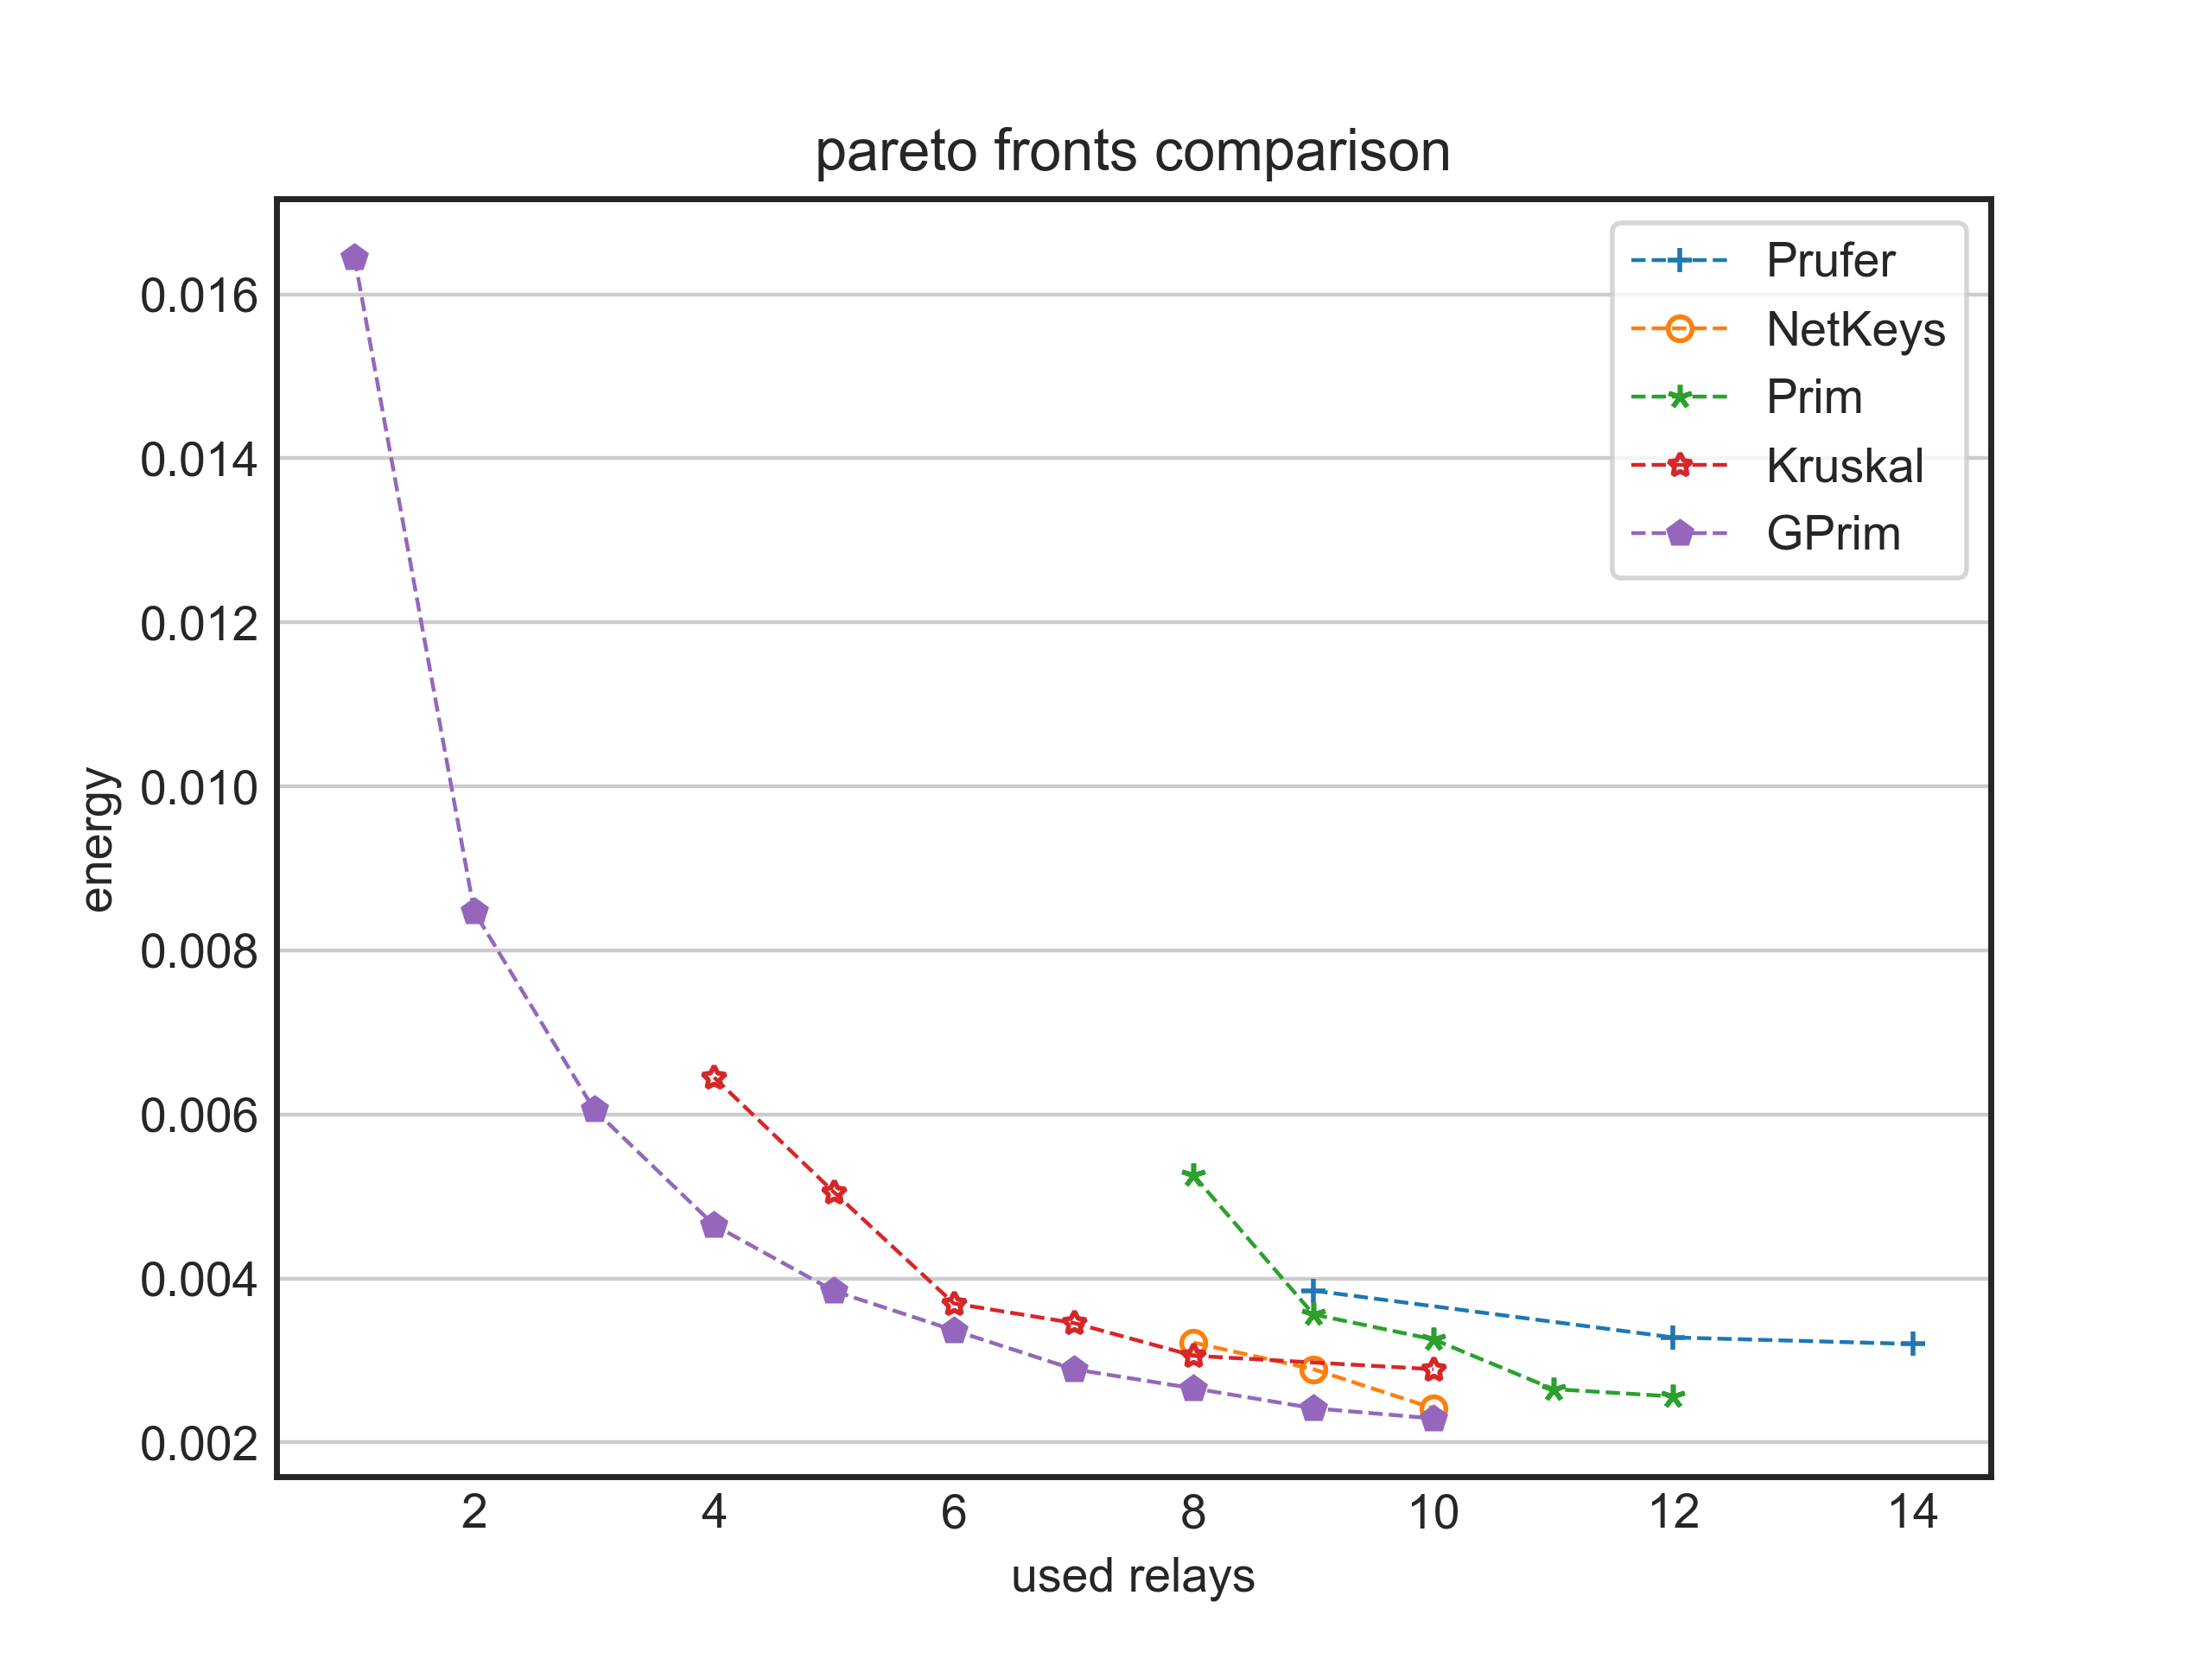 pareto fronts comparison
Prufer
NetKeys
Prim
Kruskal
GPrim
0.016
0.014
0.012
0.010
0.008
0.006
0.004
0.002
energy
2 4 6 8 10 12 14
used relays